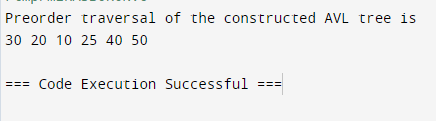 Preorder traversal of the constructed AVL tree is
30 20 10 25 40 50
=== Code Execution Successful ===